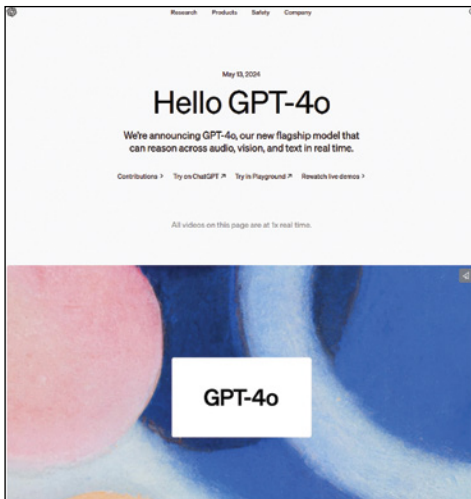 Research Products Safety Company
May 13, 2024
Hello GPT-4o
We're announcing GPT-4o, our new flagship model that
can reason across audio, vision, and text in real time.
Contributions > Try on ChatGPT ↗ Try in Playground ↗ Rewatch live demos >
All videos on this page are at 1x real time.
GPT-4o